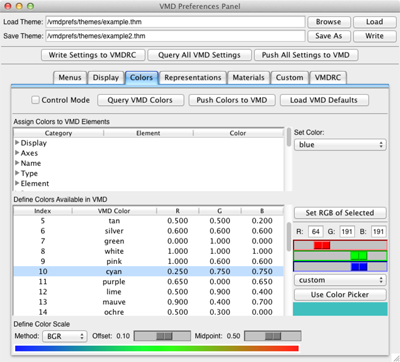 VMD Preferences Panel
Load Theme: /vmdprefs/themes/example.thm Browse Load
Save Theme: /vmdprefs/themes/example2.thm Save As Write
Write Settings to VMDRC Query All VMD Settings Push All Settings to VMD
Menus Display Colors Representations Materials Custom VMDRC
Control Mode Query VMD Colors Push Colors to VMD Load VMD Defaults
Assign Colors to VMD Elements
Category Element Color Set Color:
Display blue
Axes
Name
Type
Element
Define Colors Available in VMD
Index VMD Color R G B Set RGB of Selected
5 tan 0.500 0.500 0.200
6 silver 0.600 0.600 0.600 R: 64 G: 191 B: 191
7 green 0.000 1.000 0.000
8 white 1.000 1.000 1.000
9 pink 1.000 0.600 0.600
10 cyan 0.250 0.750 0.750
11 purple 0.650 0.000 0.650 custom
12 lime 0.500 0.900 0.400 Use Color Picker
13 mauve 0.900 0.400 0.700
14 ochre 0.500 0.300 0.000
Define Color Scale
Method: BGR Offset: 0.10 Midpoint: 0.50